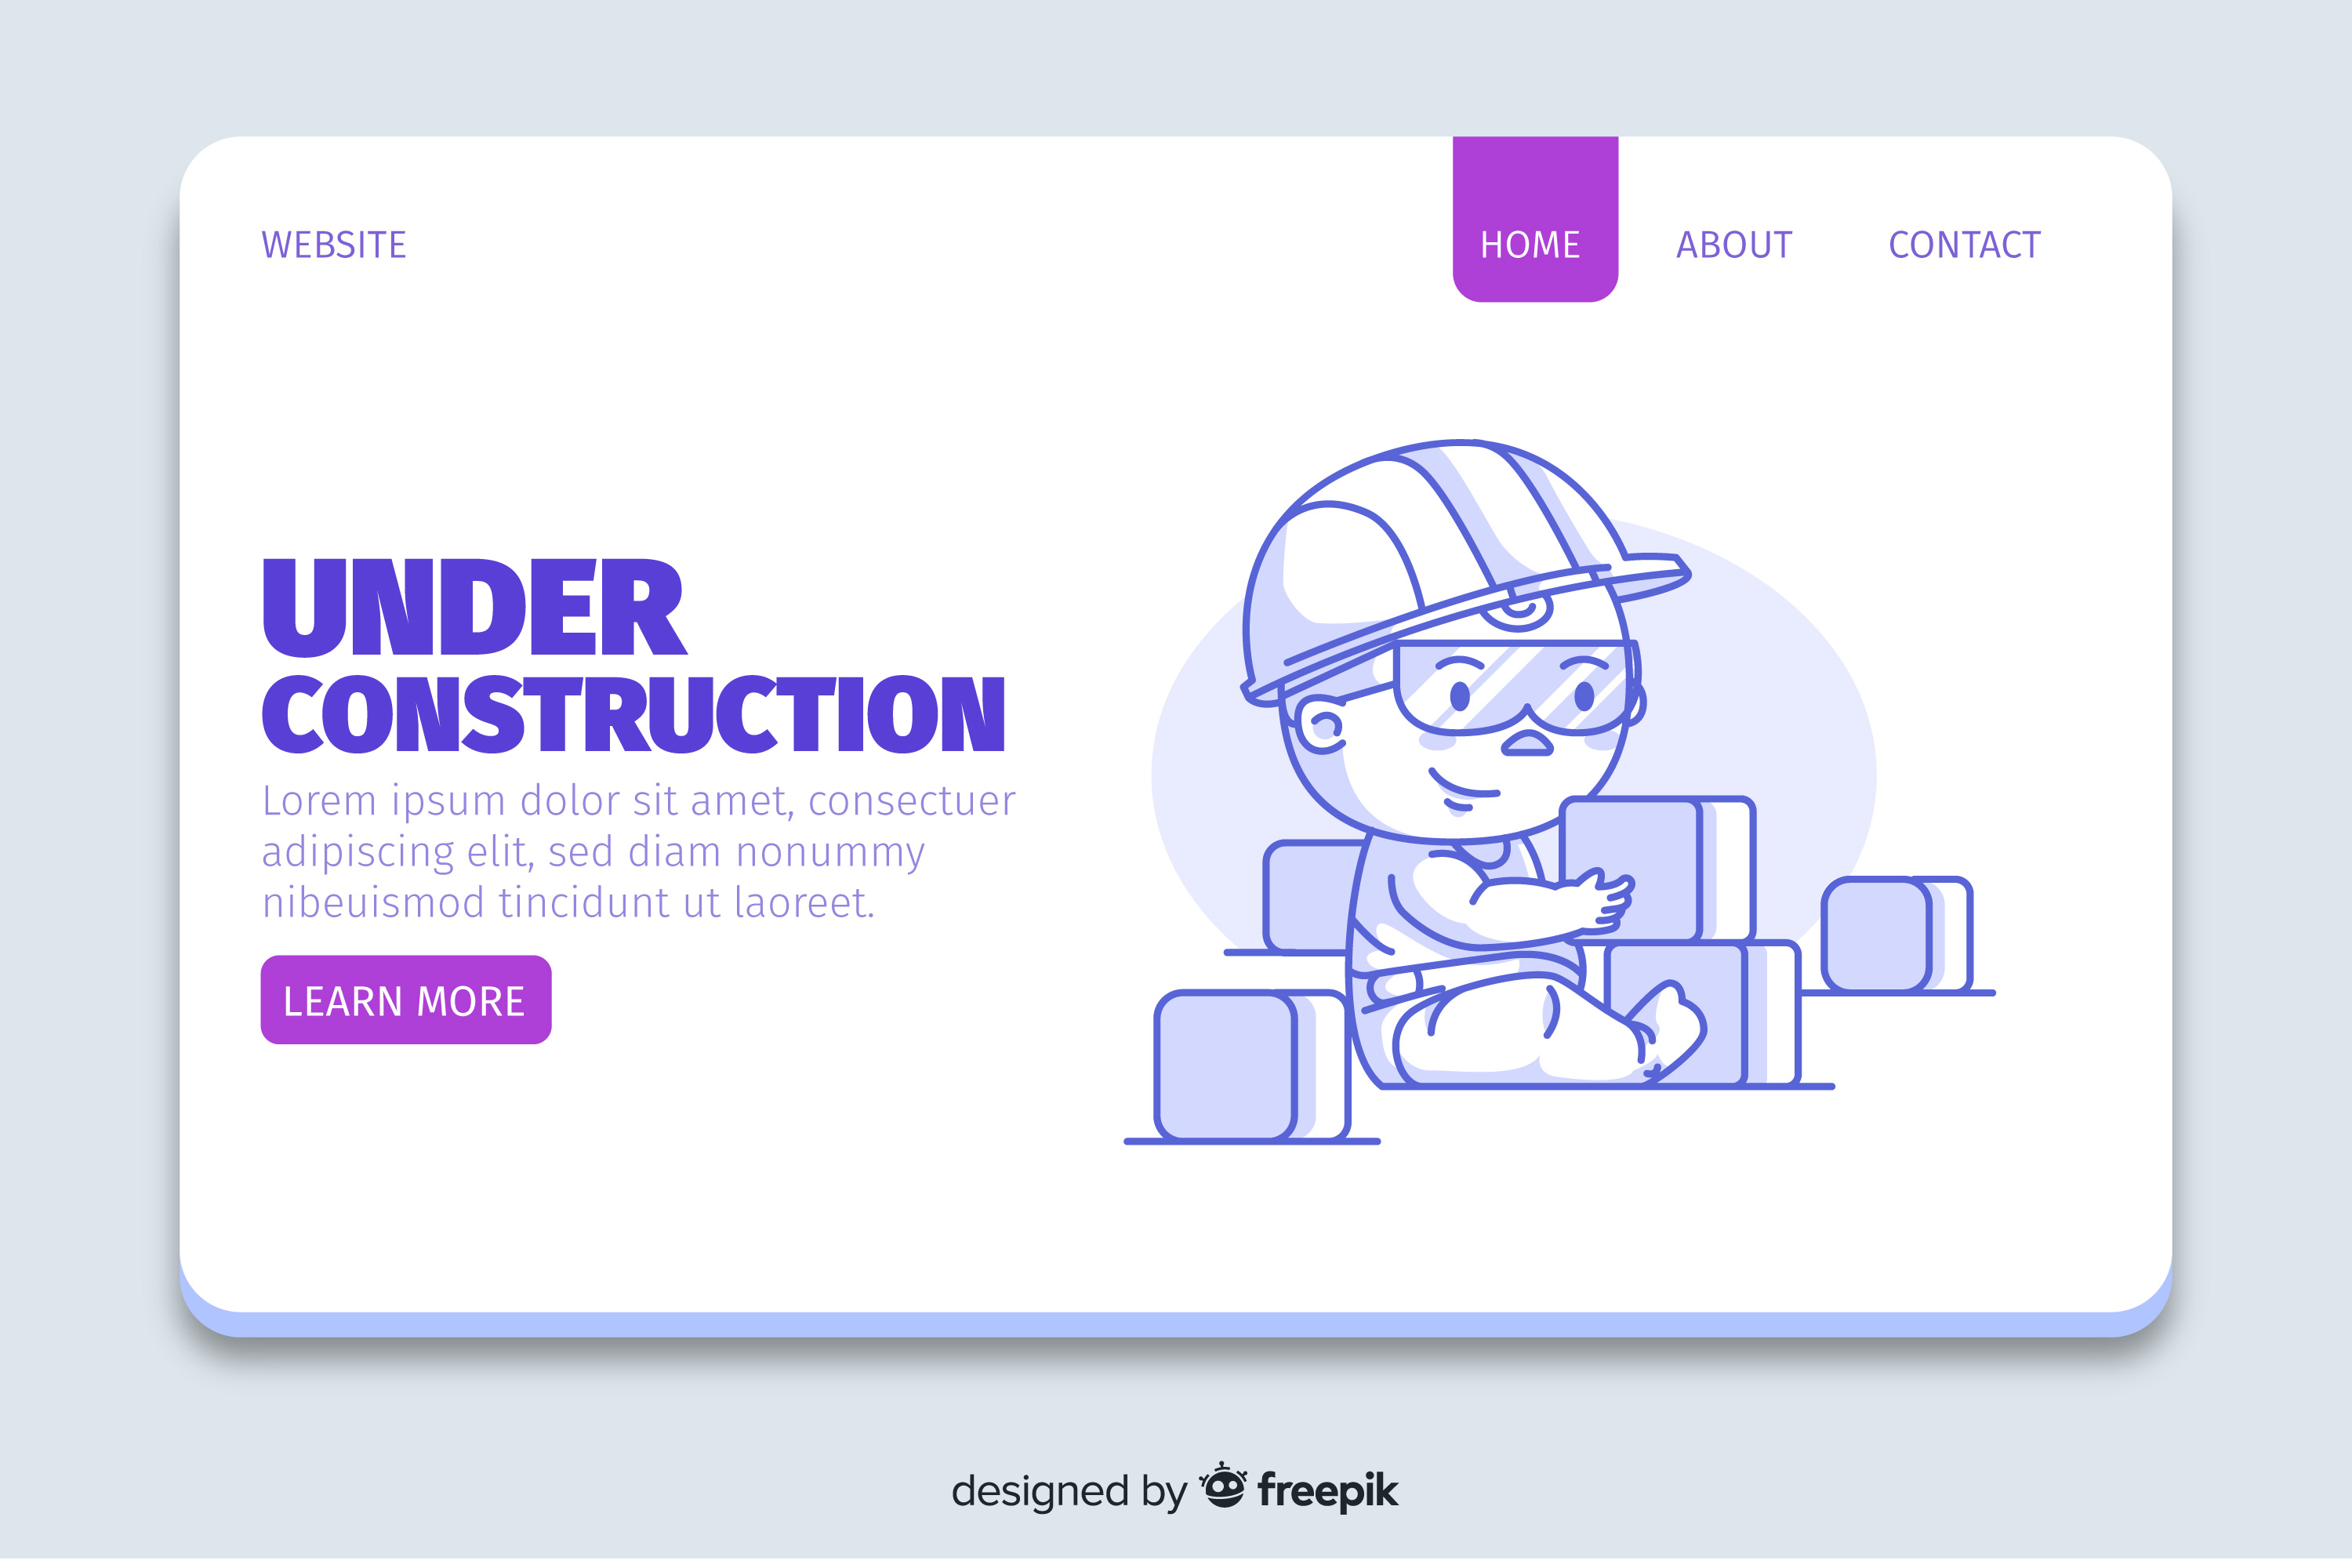 WEBSITE
HOME
ABOUT
CONTACT
UNDER
CONSTRUCTION
Lorem ipsum dolor sit amet, consectuer
adipiscing elit, sed diam nonummy
nibeuismod tincidunt ut laoreet.
LEARN MORE
designed by freepik